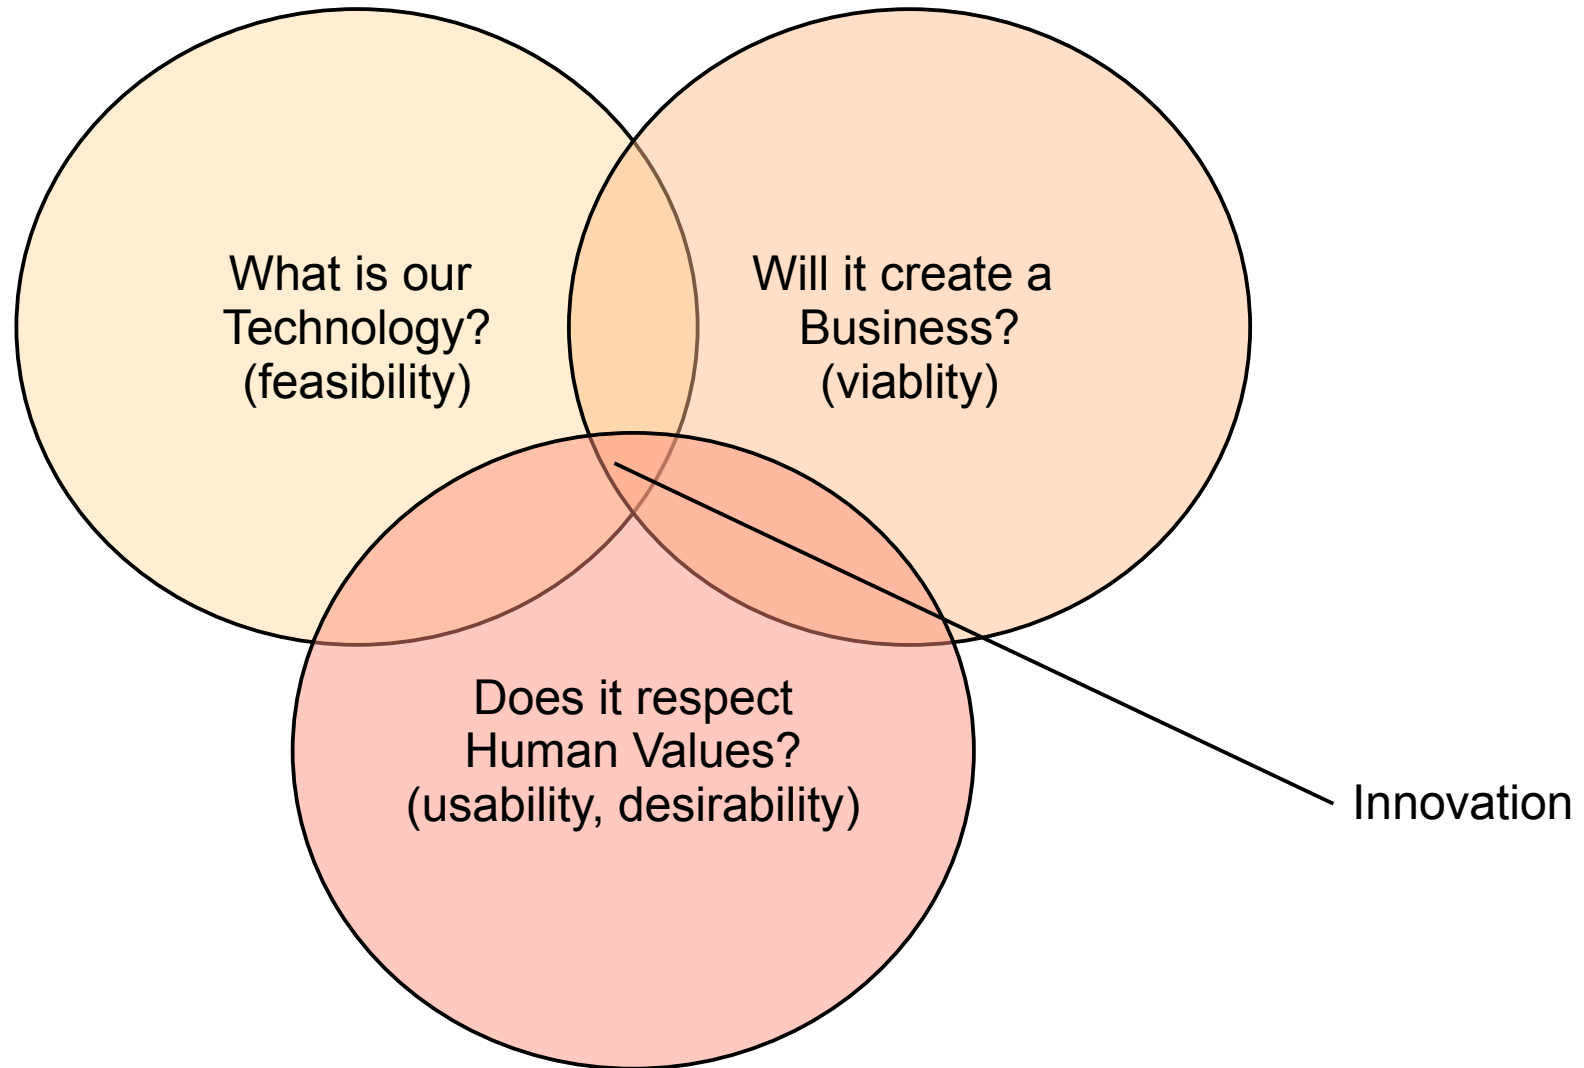 What is our
Technology?
(feasibility)
Will it create a
Business?
(viablity)
Does it respect
Human Values?
(usability, desirability)
Innovation